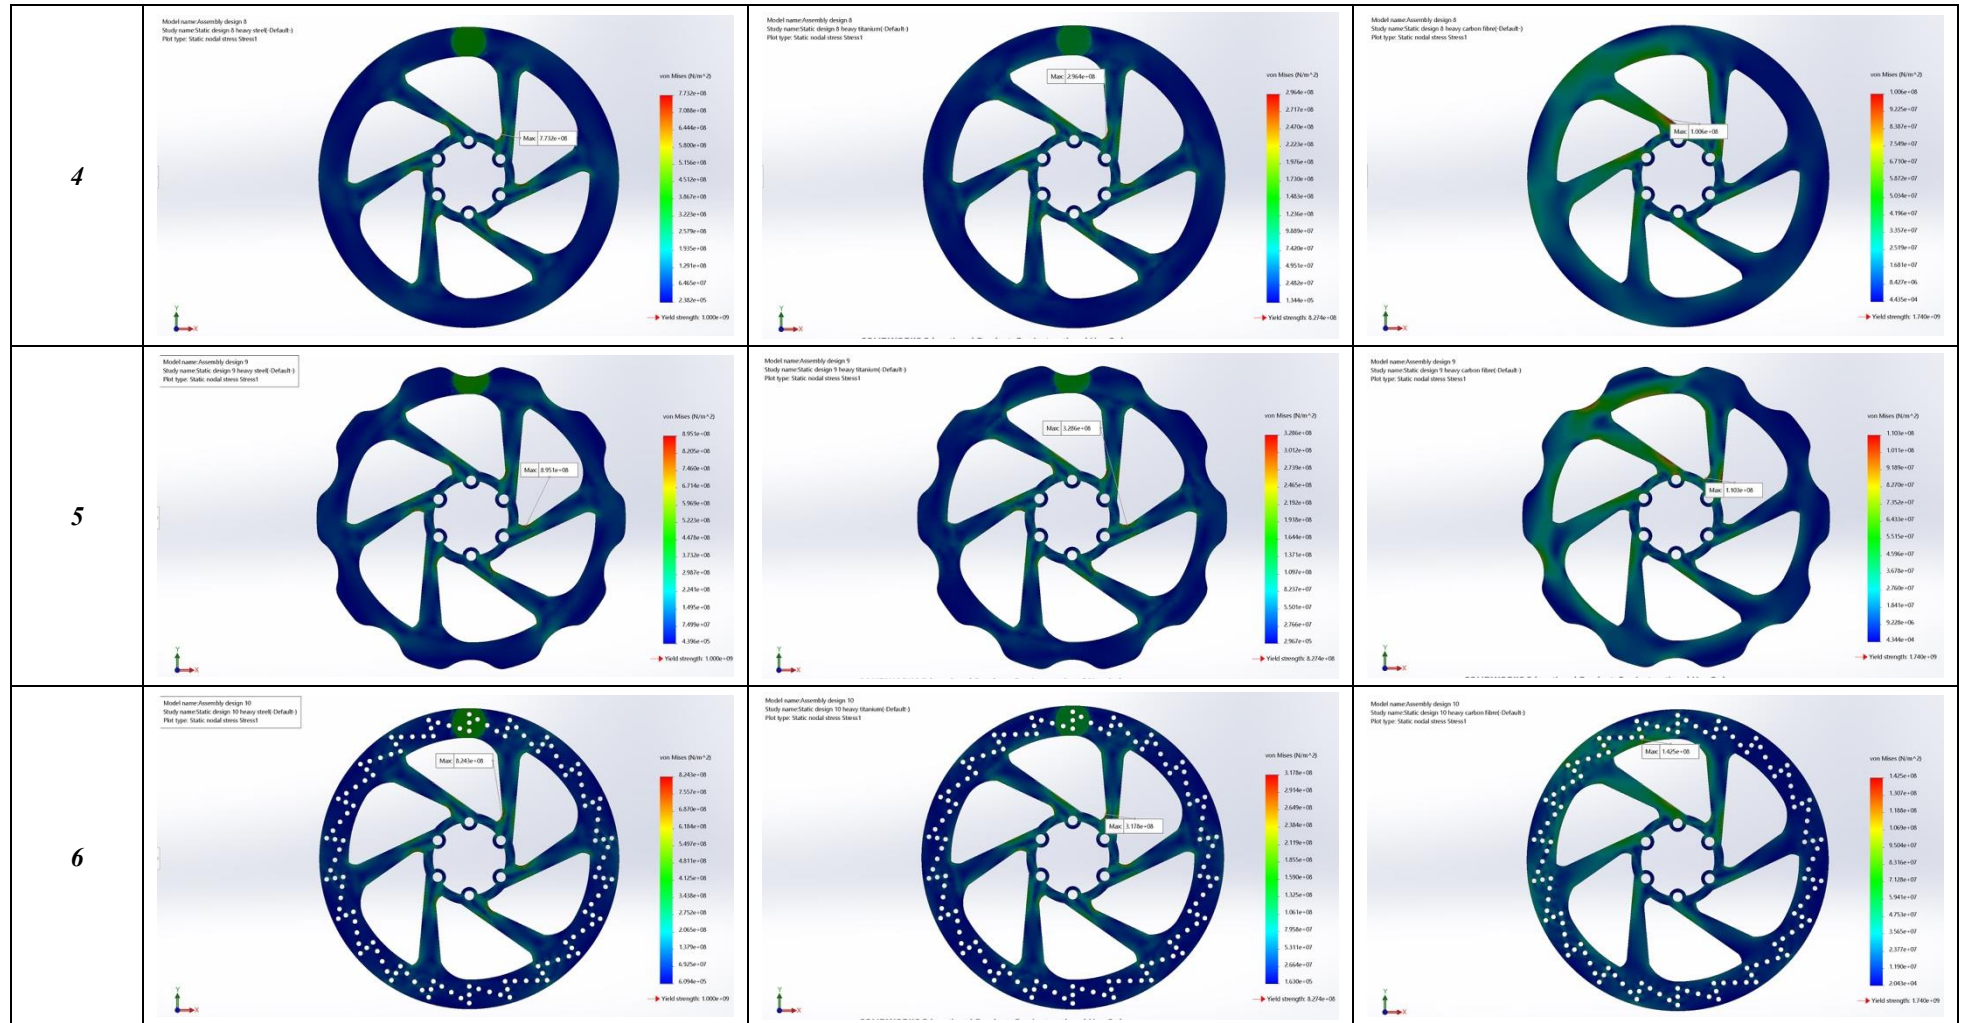 4
Model name:Assembly design 8
Study name:Static design 8 heavy steel(-Default-)
Plot type: Static nodal stress Stress1
von Mises (N/m^2)
7.732e+08
7.088e+08
6.444e+08
5.800e+08
5.156e+08
4.512e+08
3.867e+08
3.223e+08
2.579e+08
1.935e+08
1.291e+08
6.465e+07
2.382e+05
Yield strength: 1.000e+09
Max: 7.732e+08
Y
X
Model name:Assembly design 8
Study name:Static design 8 heavy titanium(-Default-)
Plot type: Static nodal stress Stress1
von Mises (N/m^2)
2.964e+08
2.717e+08
2.470e+08
2.223e+08
1.976e+08
1.730e+08
1.483e+08
1.236e+08
9.889e+07
7.420e+07
4.951e+07
2.482e+07
1.344e+05
Yield strength: 8.274e+08
Max: 2.964e+08
Y
X
Model name:Assembly design 8
Study name:Static design 8 heavy carbon fibre(-Default-)
Plot type: Static nodal stress Stress1
von Mises (N/m^2)
1.006e+08
9.225e+07
8.387e+07
7.549e+07
6.710e+07
5.872e+07
5.034e+07
4.196e+07
3.357e+07
2.519e+07
1.681e+07
8.427e+06
4.435e+04
Yield strength: 1.740e+09
Max: 1.006e+08
Y
X
5
Model name:Assembly design 9
Study name:Static design 9 heavy steel(-Default-)
Plot type: Static nodal stress Stress1
von Mises (N/m^2)
8.951e+08
8.205e+08
7.460e+08
6.714e+08
5.969e+08
5.223e+08
4.478e+08
3.732e+08
2.987e+08
2.241e+08
1.495e+08
7.499e+07
4.396e+05
Yield strength: 1.000e+09
Max: 8.951e+08
Y
X
Model name:Assembly design 9
Study name:Static design 9 heavy titanium(-Default-)
Plot type: Static nodal stress Stress1
von Mises (N/m^2)
3.286e+08
3.012e+08
2.739e+08
2.465e+08
2.192e+08
1.918e+08
1.644e+08
1.371e+08
1.097e+08
8.237e+07
5.501e+07
2.766e+07
2.967e+05
Yield strength: 8.274e+08
Max: 3.286e+08
Y
X
Model name:Assembly design 9
Study name:Static design 9 heavy carbon fibre(-Default-)
Plot type: Static nodal stress Stress1
von Mises (N/m^2)
1.103e+08
1.011e+08
9.189e+07
8.270e+07
7.352e+07
6.433e+07
5.515e+07
4.596e+07
3.678e+07
2.760e+07
1.841e+07
9.228e+06
4.344e+04
Yield strength: 1.740e+09
Max: 1.103e+08
Y
X
6
Model name:Assembly design 10
Study name:Static design 10 heavy steel(-Default-)
Plot type: Static nodal stress Stress1
von Mises (N/m^2)
8.243e+08
7.557e+08
6.870e+08
6.184e+08
5.497e+08
4.811e+08
4.125e+08
3.438e+08
2.752e+08
2.065e+08
1.379e+08
6.925e+07
6.094e+05
Yield strength: 1.000e+09
Max: 8.243e+08
Y
X
Model name:Assembly design 10
Study name:Static design 10 heavy titanium(-Default-)
Plot type: Static nodal stress Stress1
von Mises (N/m^2)
3.178e+08
2.914e+08
2.649e+08
2.384e+08
2.119e+08
1.855e+08
1.590e+08
1.325e+08
1.061e+08
7.958e+07
5.311e+07
2.664e+07
1.630e+05
Yield strength: 8.274e+08
Max: 3.178e+08
Y
X
Model name:Assembly design 10
Study name:Static design 10 heavy carbon fibre(-Default-)
Plot type: Static nodal stress Stress1
von Mises (N/m^2)
1.425e+08
1.307e+08
1.188e+08
1.069e+08
9.504e+07
8.316e+07
7.128e+07
5.941e+07
4.753e+07
3.565e+07
2.377e+07
1.190e+07
2.043e+04
Yield strength: 1.740e+09
Max: 1.425e+08
Y
X